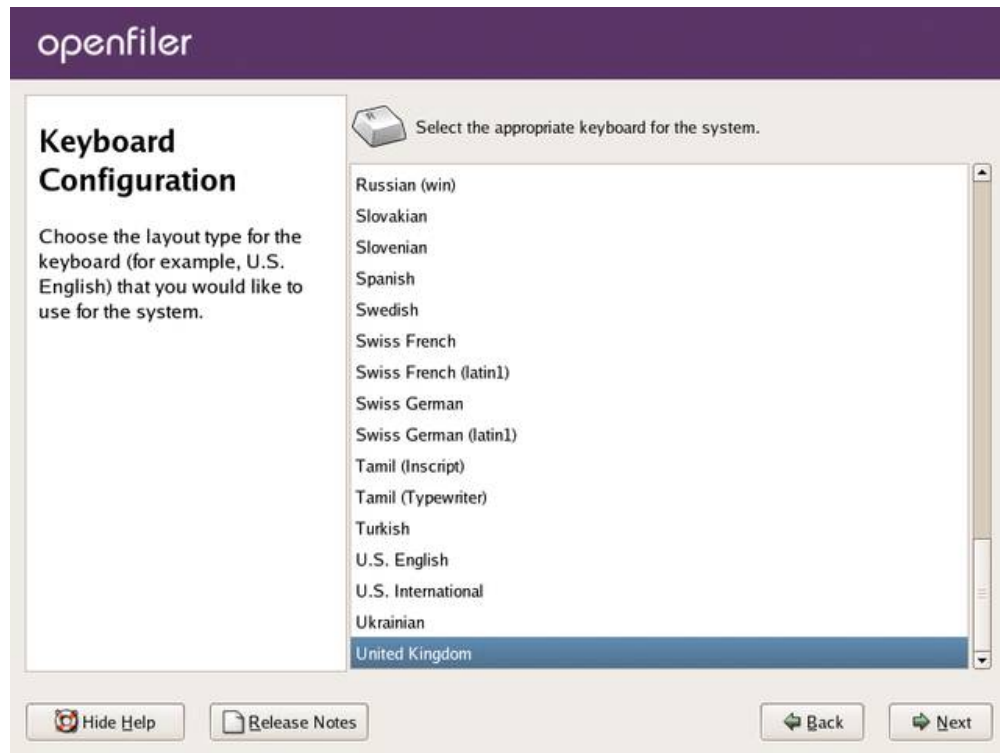 openfiler
Keyboard
Configuration
Choose the layout type for the
keyboard (for example, U.S.
English) that you would like to
use for the system.
R
Select the appropriate keyboard for the system.
Russian (win)
Slovakian
Slovenian
Spanish
Swedish
Swiss French
Swiss French (latin1)
Swiss German
Swiss German (latin1)
Tamil (Inscript)
Tamil (Typewriter)
Turkish
U.S. English
U.S. International
Ukrainian
United Kingdom
Hide Help
Release Notes
Back
Next